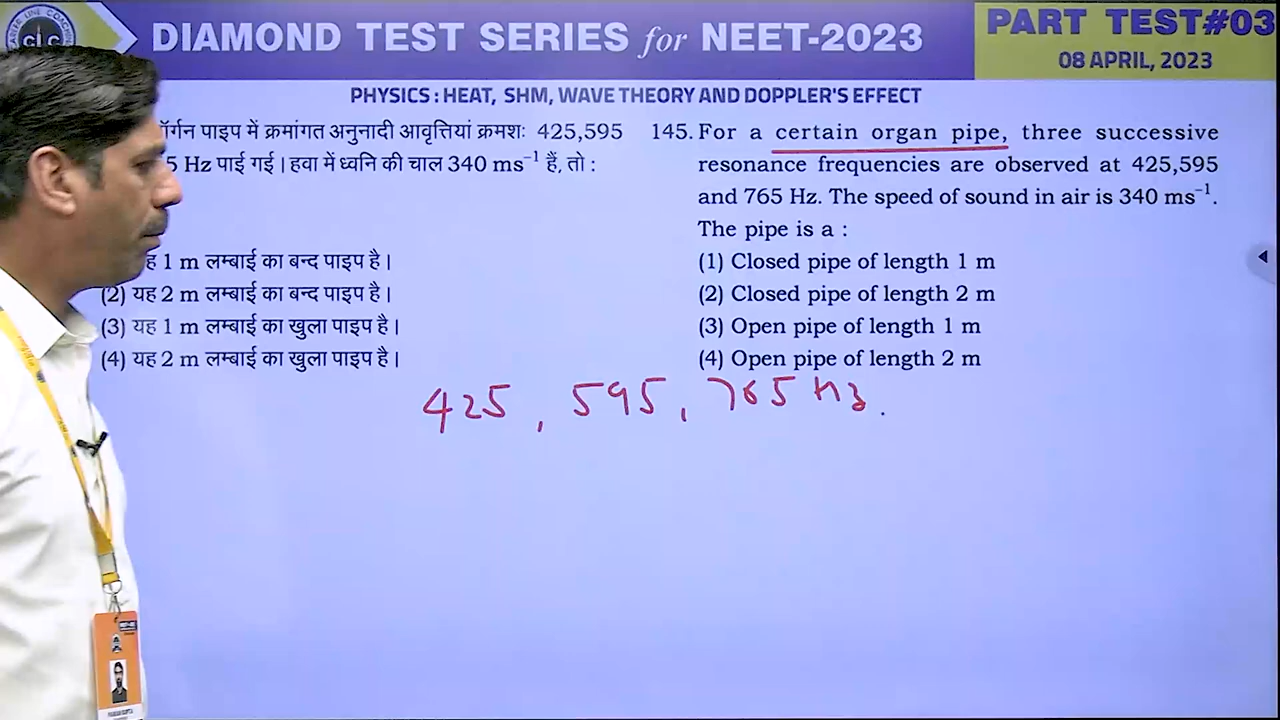 CLC
DIAMOND TEST SERIES for NEET-2023
PART TEST#03
08 APRIL, 2023
PHYSICS : HEAT, SHM, WAVE THEORY AND DOPPLER'S EFFECT
पाइप में क्रमांगत अनुनादी आवृत्तियां क्रमशः 425,595
5 Hz पाई गई। हवा में ध्वनि की चाल 340 ms⁻¹ हैं, तो :
1 m लम्बाई का बन्द पाइप है।
(2) यह 2 m लम्बाई का बन्द पाइप है।
(3) यह 1 m लम्बाई का खुला पाइप है।
(4) यह 2 m लम्बाई का खुला पाइप है।
145. For a certain organ pipe, three successive
resonance frequencies are observed at 425,595
and 765 Hz. The speed of sound in air is 340 ms⁻¹.
The pipe is a :
(1) Closed pipe of length 1 m
(2) Closed pipe of length 2 m
(3) Open pipe of length 1 m
(4) Open pipe of length 2 m
425, 595, 765 Hz.